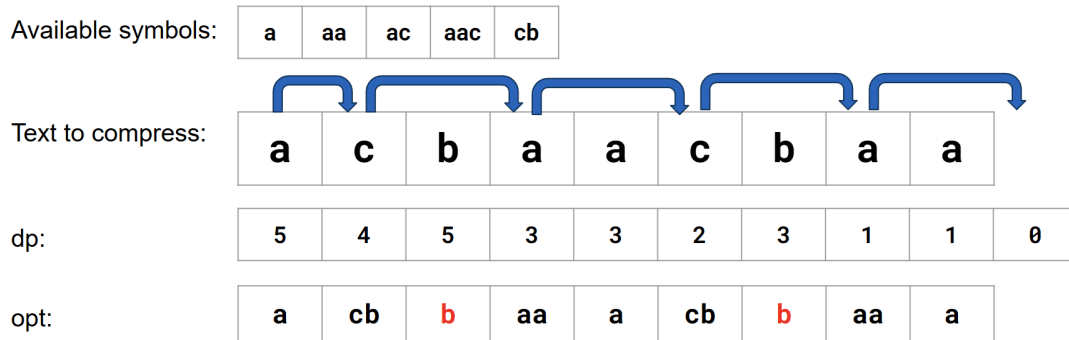 Available symbols: a aa ac aac cb
Text to compress: a c b a a c b a a
dp: 5 4 5 3 3 2 3 1 1 0
opt: a cb b aa a cb b aa a